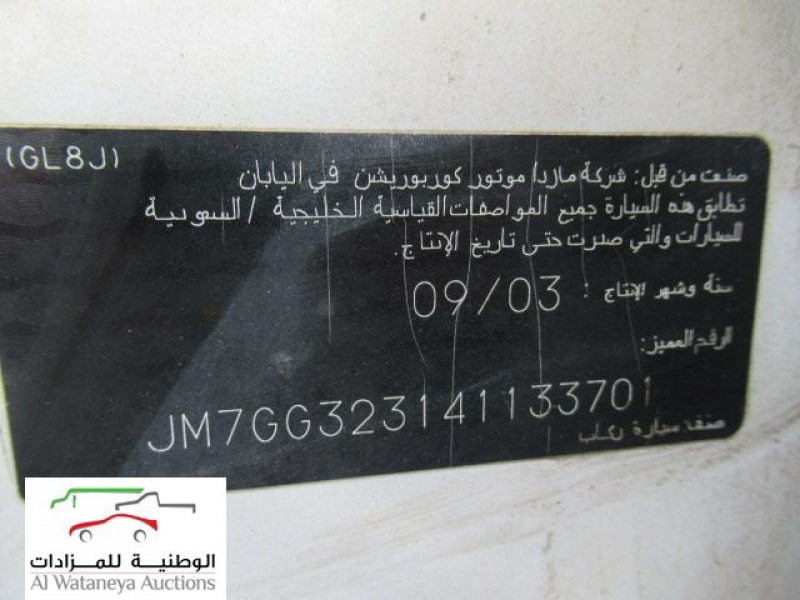 (GL8J)
صنعت من قبل: شركة مازدا موتور كوربوريشن في اليابان
تطابق هذه السيارة جميع المواصفات القياسية الخليجية / السعودية
للسيارات والتي صدرت حتى تاريخ الإنتاج.
سنة وشهر الإنتاج : 09/03
الرقم المميز:
JM7GG323141133701
صنف: سيارة ركاب
الوطنية للمزادات
Al Wataneya Auctions